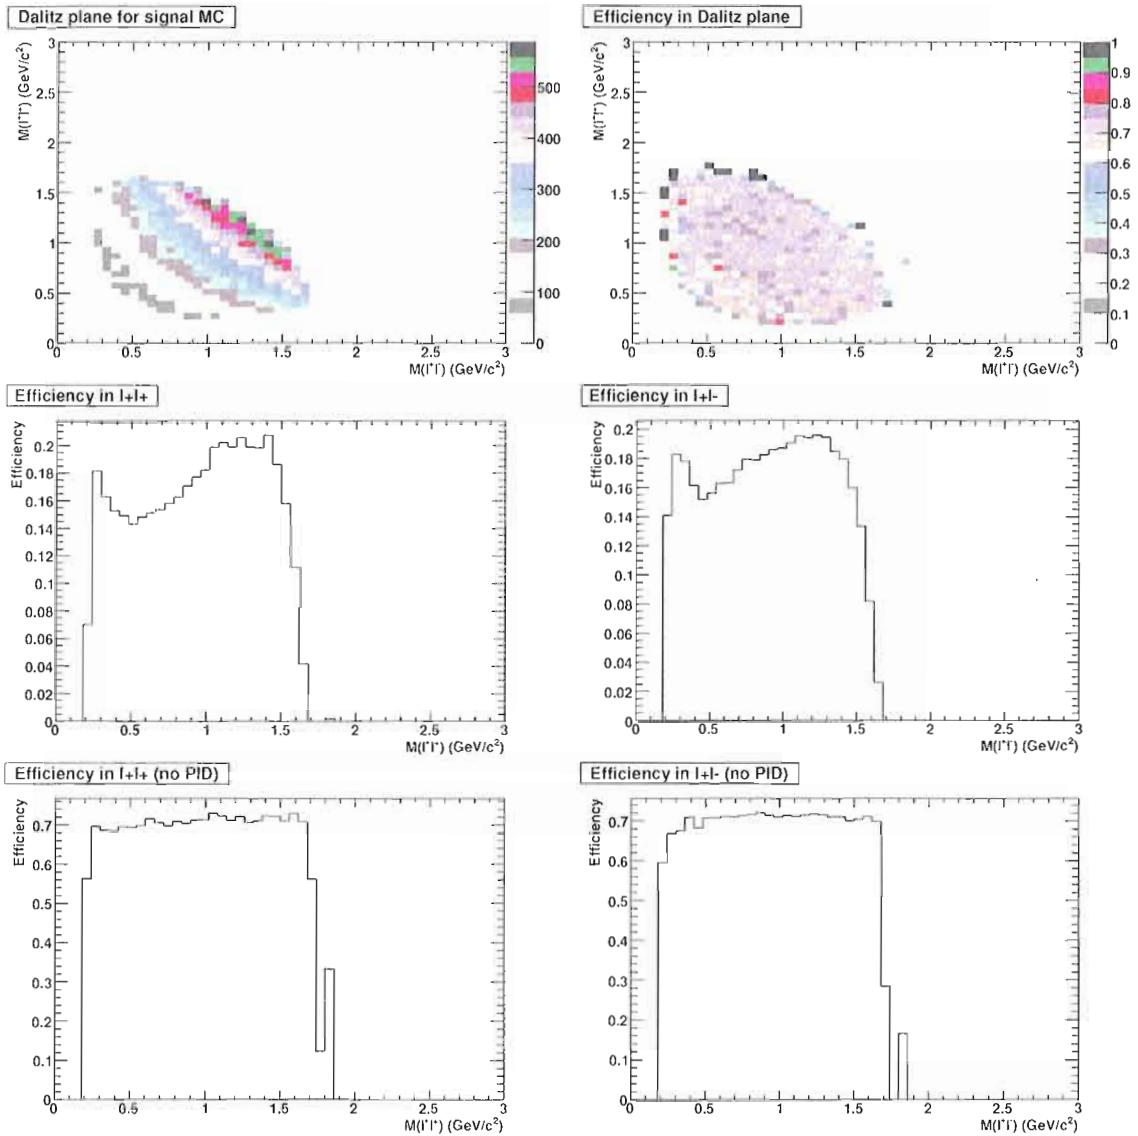 Dalitz plane for signal MC
M(l⁺l⁺) (GeV/c²)
3
2.5
2
1.5
1
0.5
0
0 0.5 1 1.5 2 2.5 3
M(l⁺l⁻) (GeV/c²)
500
400
300
200
100
0
Efficiency in Dalitz plane
M(l⁺l⁺) (GeV/c²)
3
2.5
2
1.5
1
0.5
0
0 0.5 1 1.5 2 2.5 3
M(l⁺l⁻) (GeV/c²)
1
0.9
0.8
0.7
0.6
0.5
0.4
0.3
0.2
0.1
0
Efficiency in l+l+
Efficiency
0.2
0.18
0.16
0.14
0.12
0.1
0.08
0.06
0.04
0.02
0
0 0.5 1 1.5 2 2.5 3
M(l⁺l⁺) (GeV/c²)
Efficiency in l+l-
Efficiency
0.2
0.18
0.16
0.14
0.12
0.1
0.08
0.06
0.04
0.02
0
0 0.5 1 1.5 2 2.5 3
M(l⁺l⁻) (GeV/c²)
Efficiency in l+l+ (no PID)
Efficiency
0.7
0.6
0.5
0.4
0.3
0.2
0.1
0
0 0.5 1 1.5 2 2.5 3
M(l⁺l⁺) (GeV/c²)
Efficiency in l+l- (no PID)
Efficiency
0.7
0.6
0.5
0.4
0.3
0.2
0.1
0
0 0.5 1 1.5 2 2.5 3
M(l⁺l⁻) (GeV/c²)